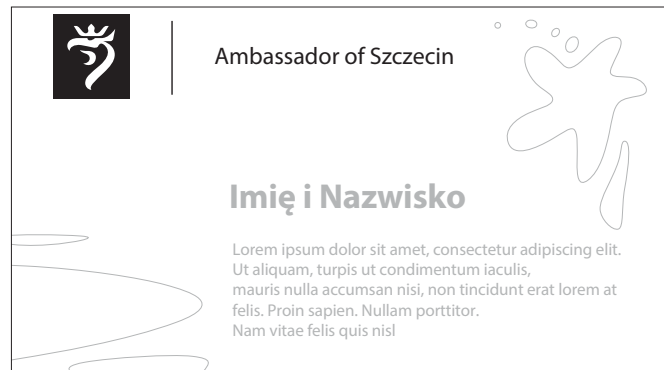 Ambassador of Szczecin
Imię i Nazwisko
Lorem ipsum dolor sit amet, consectetur adipiscing elit.
Ut aliquam, turpis ut condimentum iaculis,
mauris nulla accumsan nisi, non tincidunt erat lorem at
felis. Proin sapien. Nullam porttitor.
Nam vitae felis quis nisl